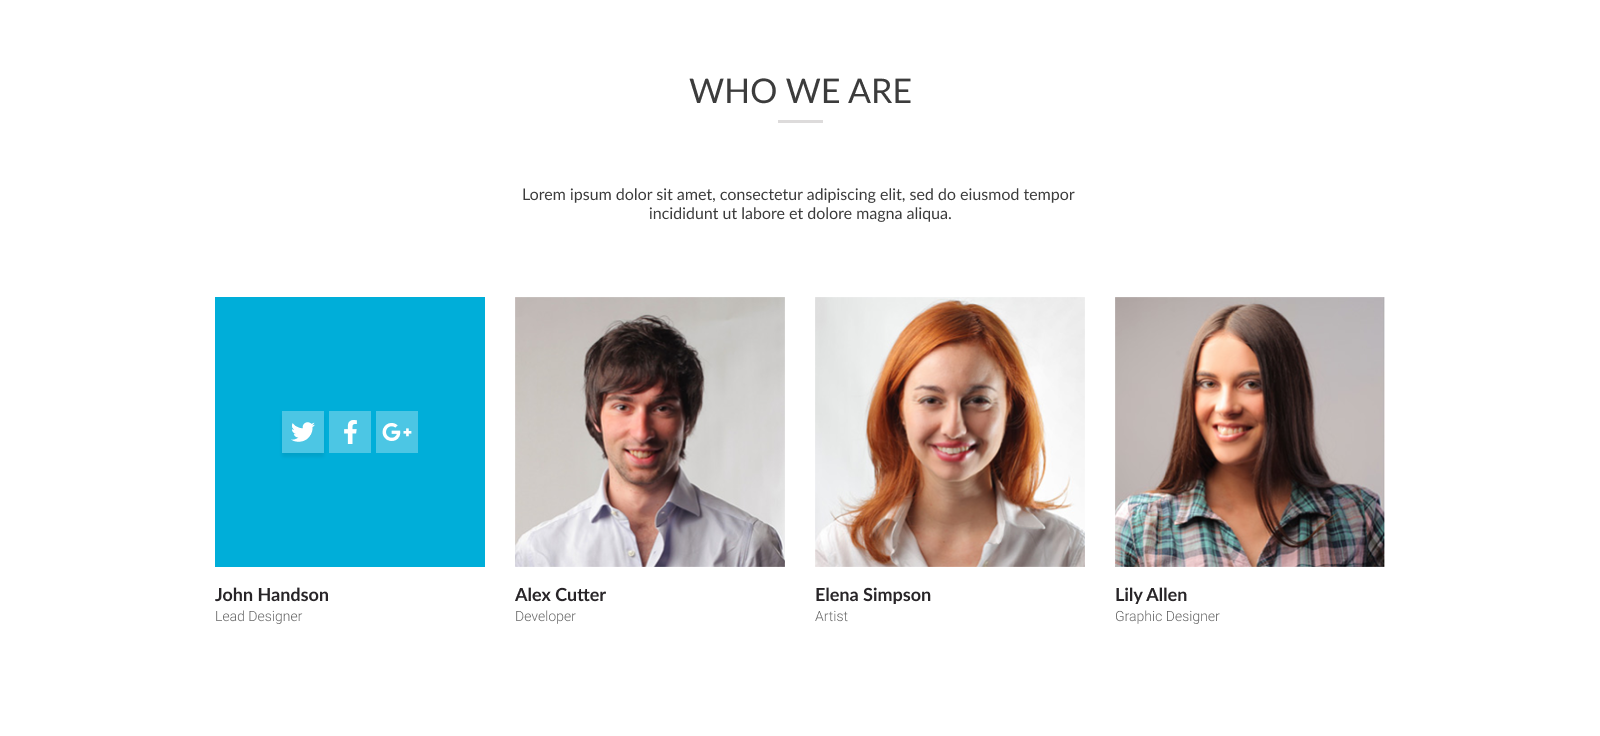 WHO WE ARE
Lorem ipsum dolor sit amet, consectetur adipiscing elit, sed do eiusmod tempor
incididunt ut labore et dolore magna aliqua.
G+
John Handson
Lead Designer
Alex Cutter
Developer
Elena Simpson
Artist
Lily Allen
Graphic Designer